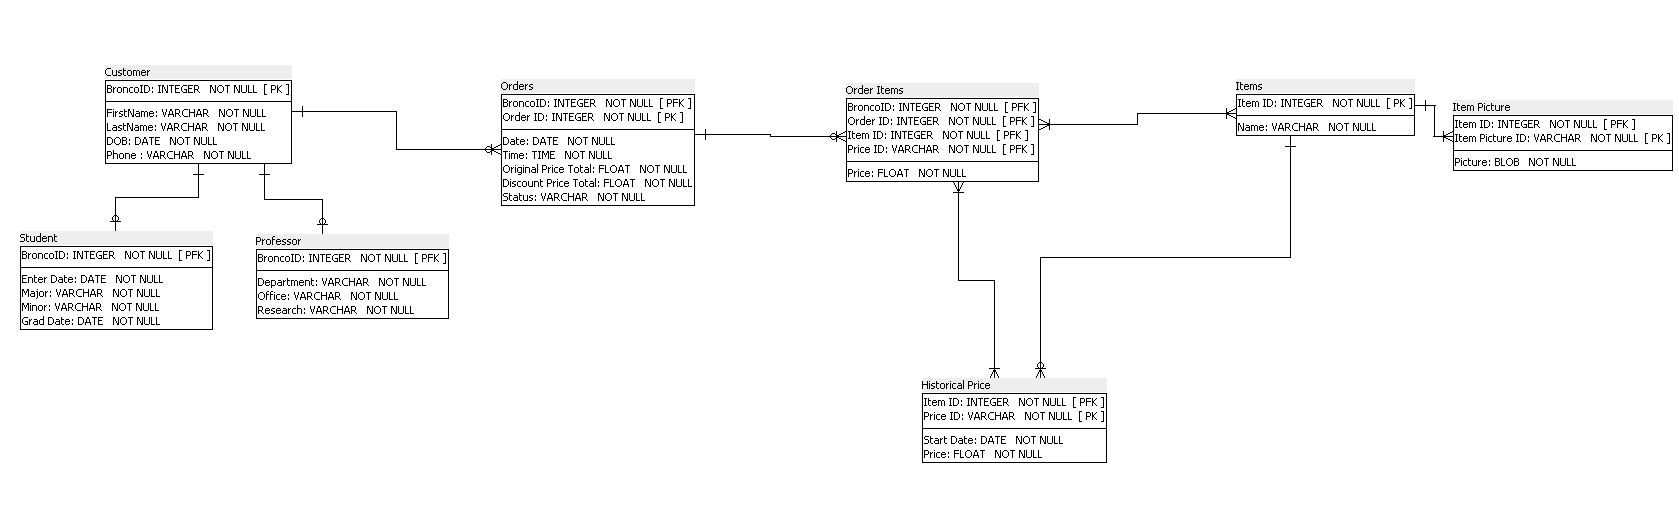 Customer
BroncoID: INTEGER NOT NULL [ PK ]
FirstName: VARCHAR NOT NULL
LastName: VARCHAR NOT NULL
DOB: DATE NOT NULL
Phone : VARCHAR NOT NULL
Orders
BroncoID: INTEGER NOT NULL [ PFK ]
Order ID: INTEGER NOT NULL [ PK ]
Date: DATE NOT NULL
Time: TIME NOT NULL
Original Price Total: FLOAT NOT NULL
Discount Price Total: FLOAT NOT NULL
Status: VARCHAR NOT NULL
Order Items
BroncoID: INTEGER NOT NULL [ PFK ]
Order ID: INTEGER NOT NULL [ PFK ]
Item ID: INTEGER NOT NULL [ PFK ]
Price ID: VARCHAR NOT NULL [ PFK ]
Price: FLOAT NOT NULL
Items
Item ID: INTEGER NOT NULL [ PK ]
Name: VARCHAR NOT NULL
Item Picture
Item ID: INTEGER NOT NULL [ PFK ]
Item Picture ID: VARCHAR NOT NULL [ PK ]
Picture: BLOB NOT NULL
Student
BroncoID: INTEGER NOT NULL [ PFK ]
Enter Date: DATE NOT NULL
Major: VARCHAR NOT NULL
Minor: VARCHAR NOT NULL
Grad Date: DATE NOT NULL
Professor
BroncoID: INTEGER NOT NULL [ PFK ]
Department: VARCHAR NOT NULL
Office: VARCHAR NOT NULL
Research: VARCHAR NOT NULL
Historical Price
Item ID: INTEGER NOT NULL [ PFK ]
Price ID: VARCHAR NOT NULL [ PK ]
Start Date: DATE NOT NULL
Price: FLOAT NOT NULL